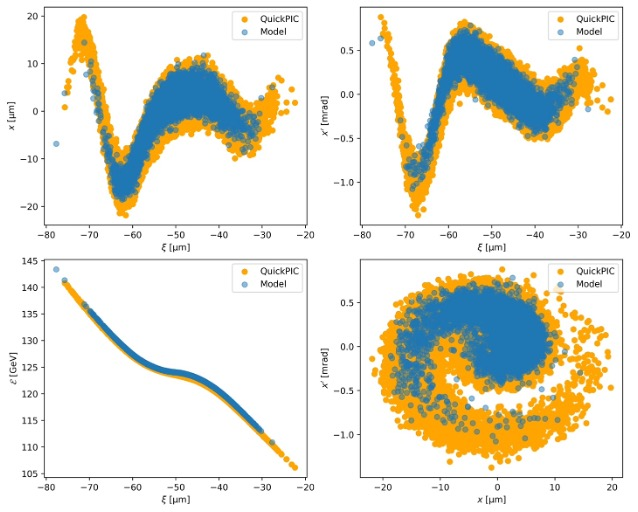 20
10
0
−10
−20
x [μm]
−80 −70 −60 −50 −40 −30 −20
ξ [μm]
QuickPIC
Model
0.5
0.0
−0.5
−1.0
x′ [mrad]
−80 −70 −60 −50 −40 −30 −20
ξ [μm]
QuickPIC
Model
145
140
135
130
125
120
115
110
105
ℰ [GeV]
−80 −70 −60 −50 −40 −30 −20
ξ [μm]
QuickPIC
Model
0.5
0.0
−0.5
−1.0
x′ [mrad]
−20 −10 0 10 20
x [μm]
QuickPIC
Model